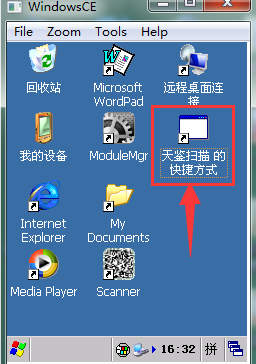 WindowsCE
File Zoom Tools Help
回收站
Microsoft
WordPad
远程桌面连
接
我的设备
ModuleMgr
天鉴扫描 的
快捷方式
Internet
Explorer
My
Documents
Media Player
Scanner
16:32 拼